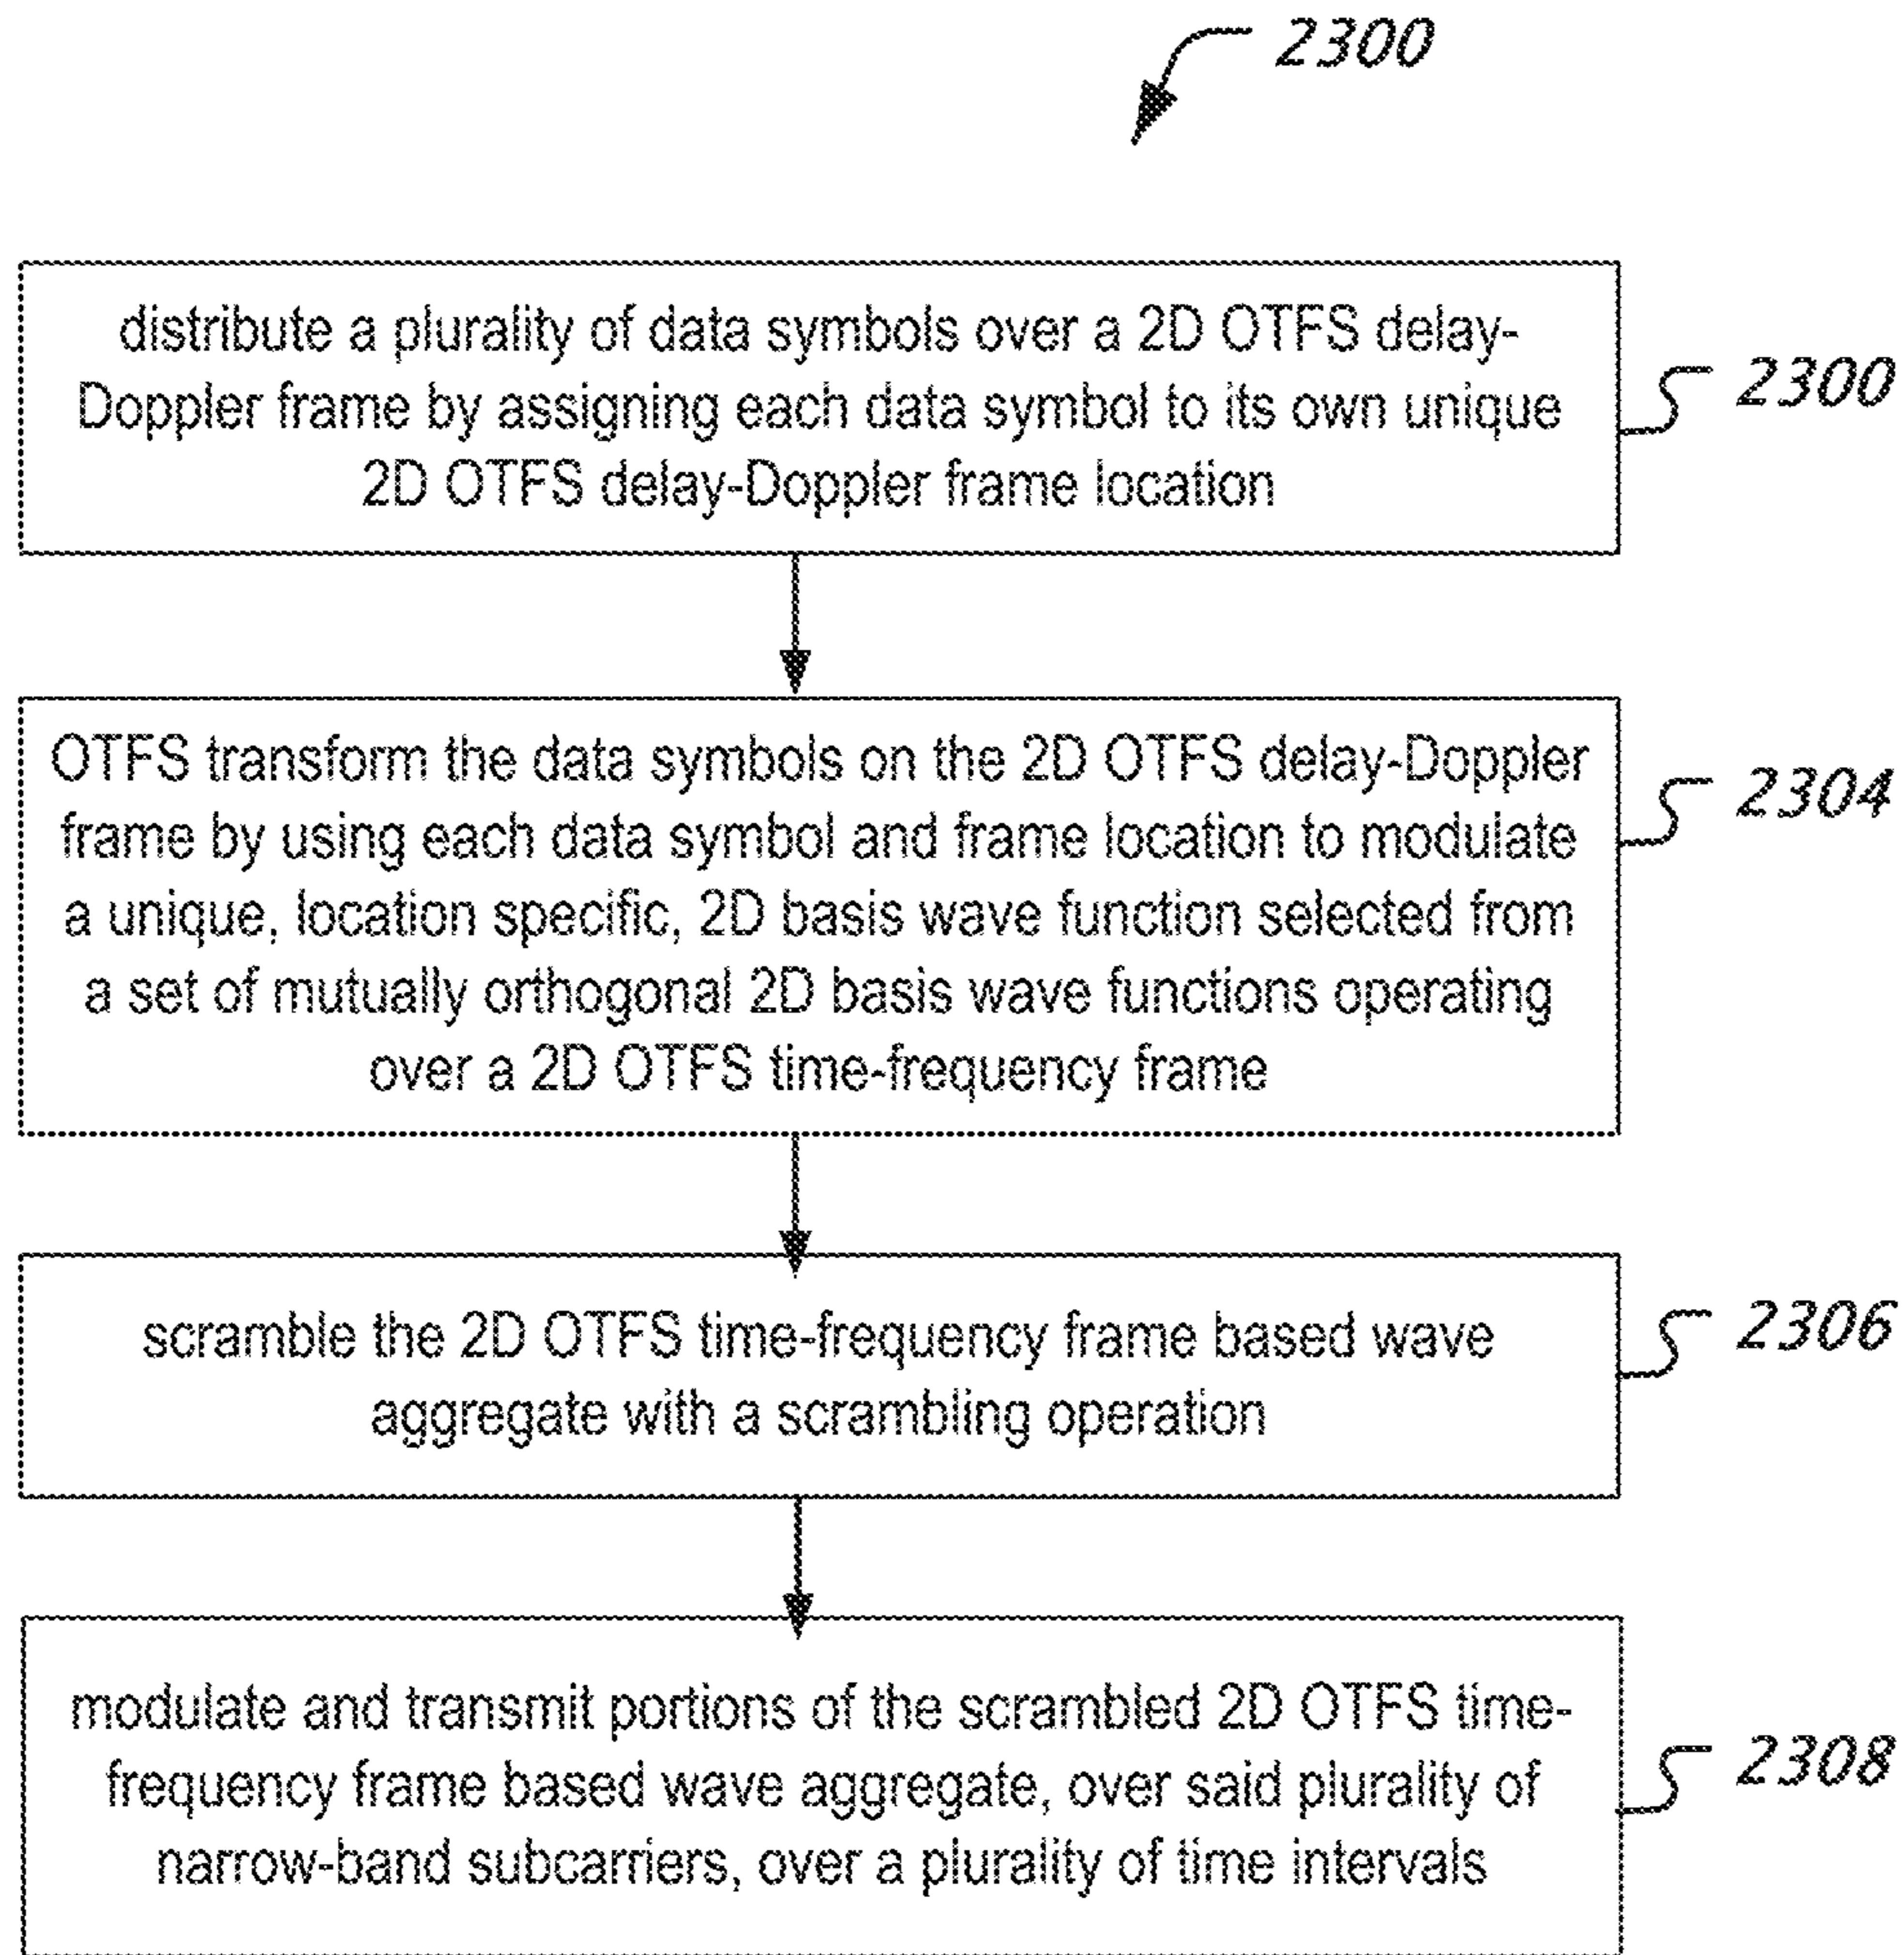 2300
distribute a plurality of data symbols over a 2D OTFS delay-
Doppler frame by assigning each data symbol to its own unique
2D OTFS delay-Doppler frame location
2300
OTFS transform the data symbols on the 2D OTFS delay-Doppler
frame by using each data symbol and frame location to modulate
a unique, location specific, 2D basis wave function selected from
a set of mutually orthogonal 2D basis wave functions operating
over a 2D OTFS time-frequency frame
2304
scramble the 2D OTFS time-frequency frame based wave
aggregate with a scrambling operation
2306
modulate and transmit portions of the scrambled 2D OTFS time-
frequency frame based wave aggregate, over said plurality of
narrow-band subcarriers, over a plurality of time intervals
2308